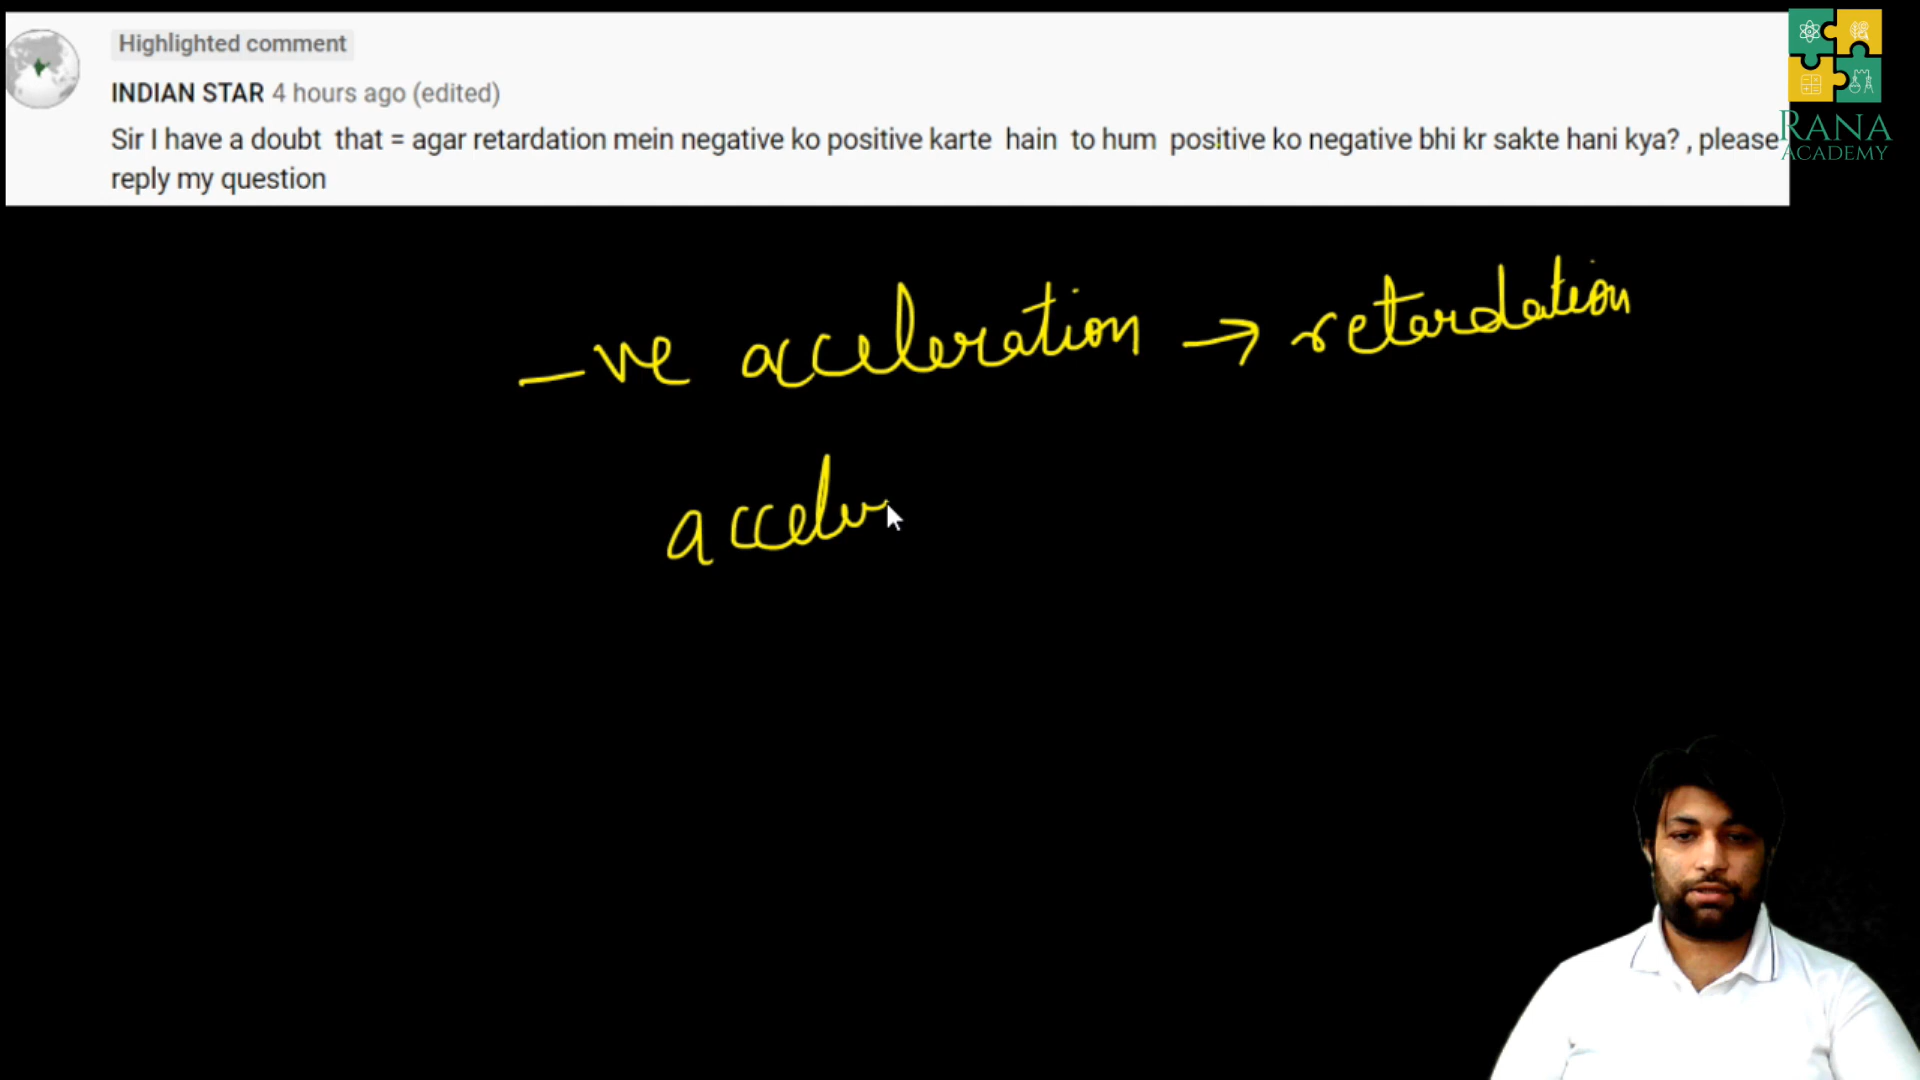 Highlighted comment
INDIAN STAR 4 hours ago (edited)
Sir I have a doubt that = agar retardation mein negative ko positive karte hain to hum positive ko negative bhi kr sakte hani kya? , please
reply my question
RANA
ACADEMY
-ve acceleration → retardation
acceler